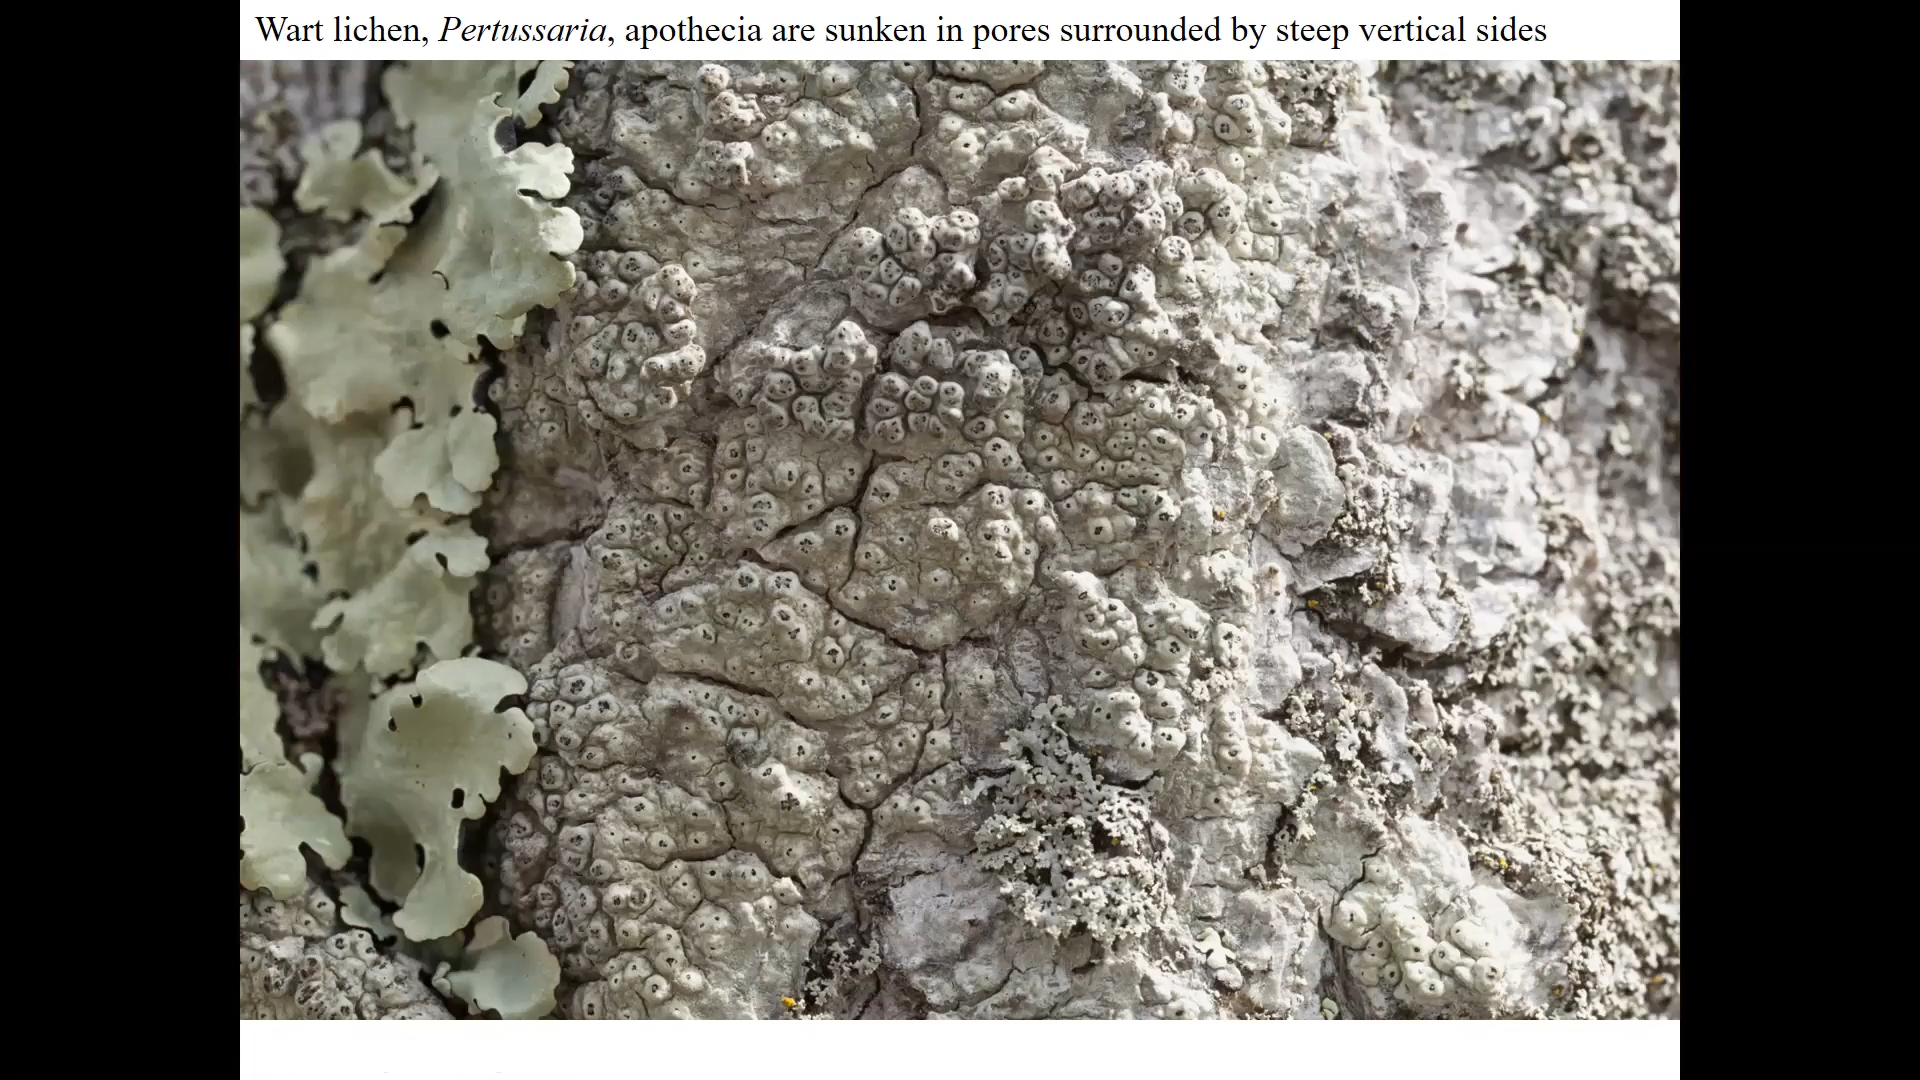 Wart lichen, Pertussaria, apothecia are sunken in pores surrounded by steep vertical sides